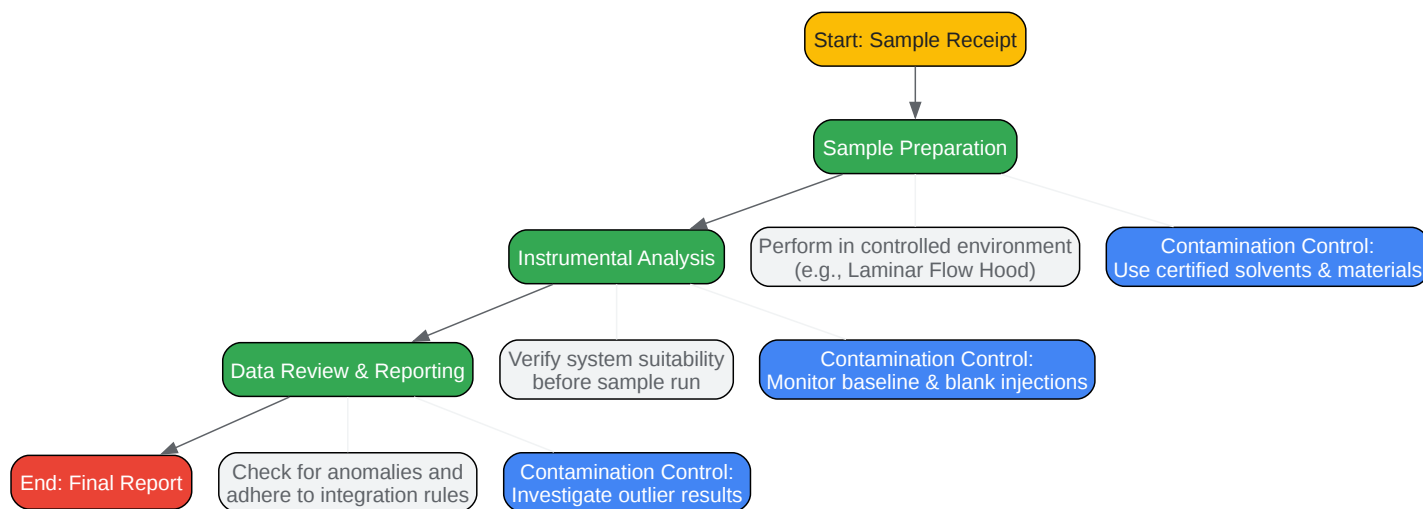 Start: Sample Receipt
Sample Preparation
Instrumental Analysis
Perform in controlled environment
(e.g., Laminar Flow Hood)
Contamination Control:
Use certified solvents & materials
Data Review & Reporting
Verify system suitability
before sample run
Contamination Control:
Monitor baseline & blank injections
End: Final Report
Check for anomalies and
adhere to integration rules
Contamination Control:
Investigate outlier results